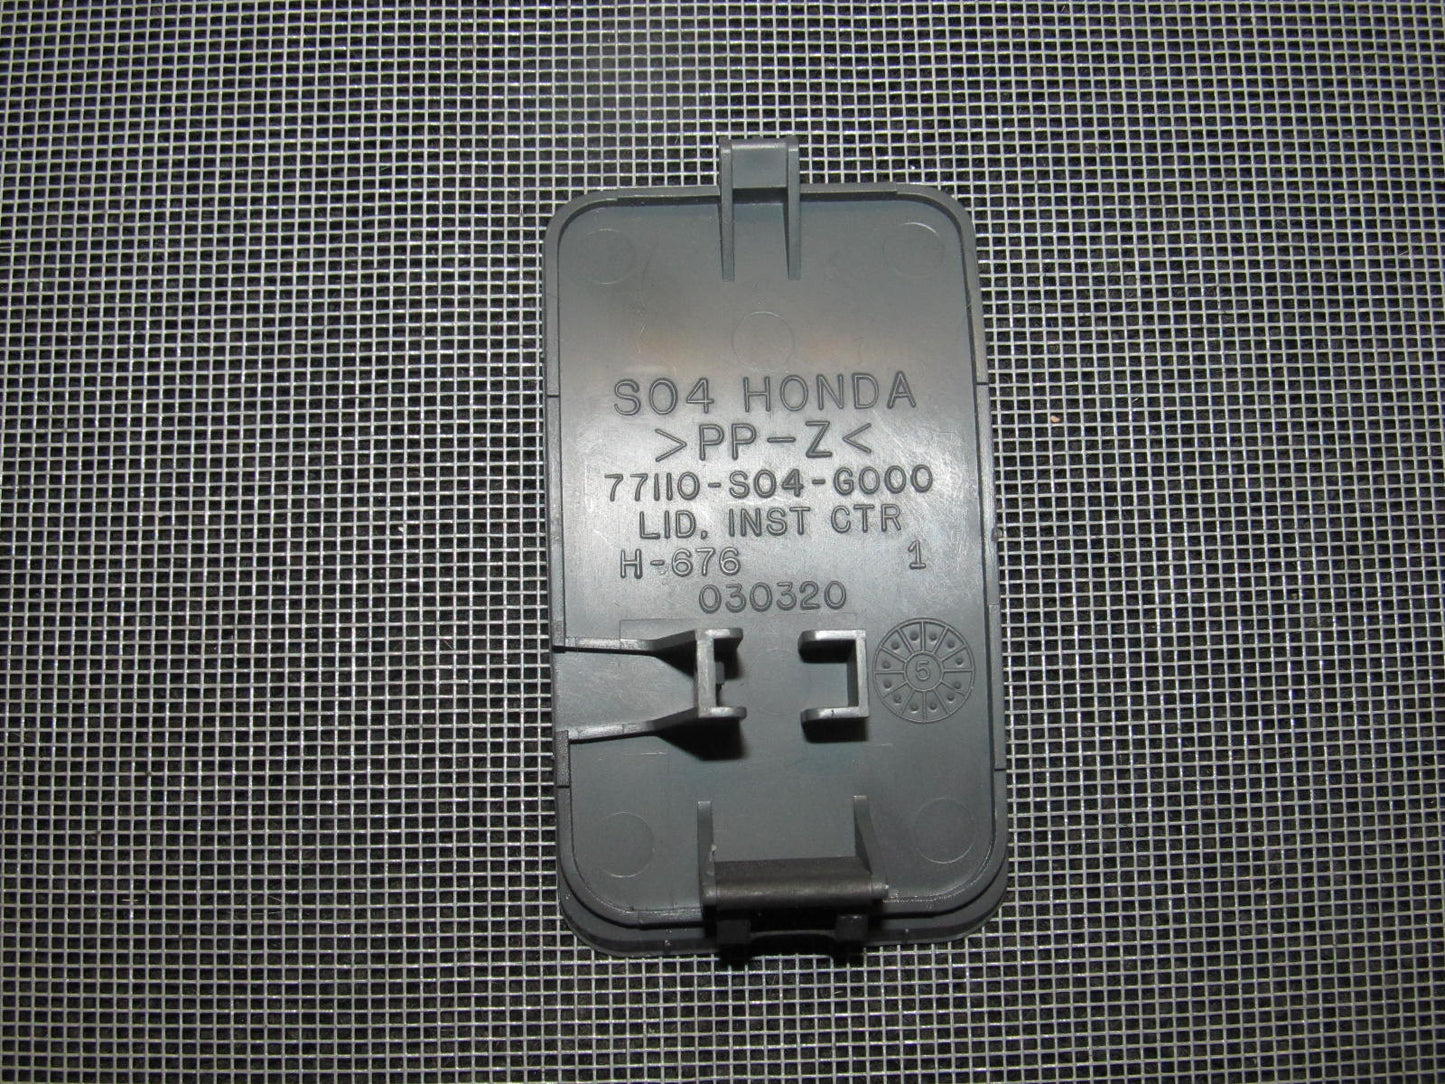 S04 HONDA
>PP-Z<
77110-S04-G000
LID, INST CTR
H-676 1
030320
5